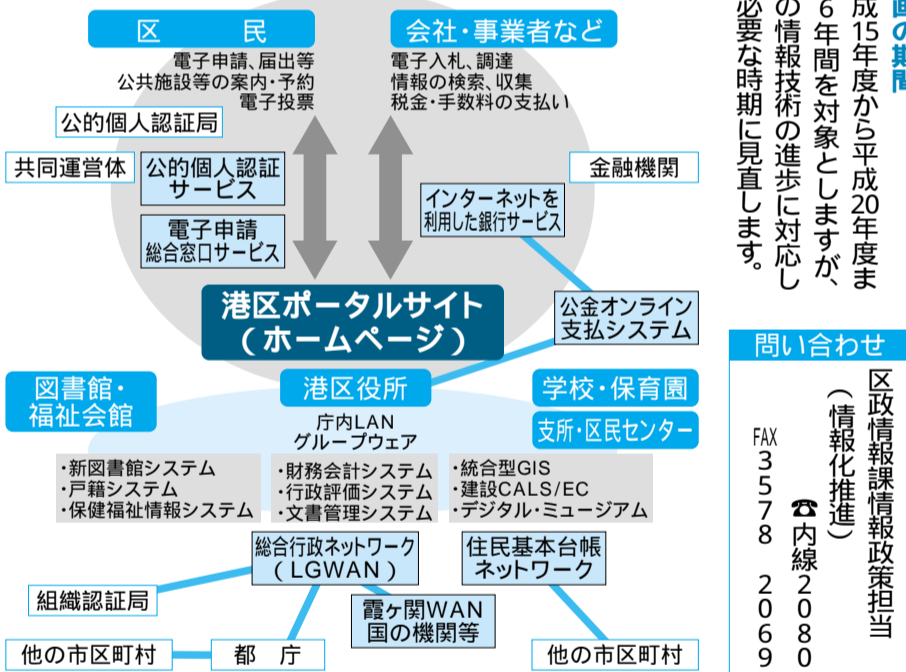 区　民
電子申請、届出等
公共施設等の案内・予約
電子投票
会社・事業者など
電子入札、調達
情報の検索、収集
税金・手数料の支払い
公的個人認証局
共同運営体
公的個人認証
サービス
電子申請
総合窓口サービス
金融機関
インターネットを
利用した銀行サービス
港区ポータルサイト
（ホームページ）
公金オンライン
支払システム
図書館・
福祉会館
港区役所
庁内LAN
グループウェア
学校・保育園
支所・区民センター
・新図書館システム
・戸籍システム
・保健福祉情報システム
・財務会計システム
・行政評価システム
・文書管理システム
・統合型GIS
・建設CALS/EC
・デジタル・ミュージアム
総合行政ネットワーク
（LGWAN）
住民基本台帳
ネットワーク
組織認証局
霞ヶ関WAN
国の機関等
他の市区町村
都　庁
他の市区町村
画の期間
成15年度から平成20年度ま
6年間を対象としますが、
の情報技術の進歩に対応し
必要な時期に見直します。
問い合わせ
区政情報課情報政策担当
（情報化推進）
☎内線2080
FAX 3578 2069